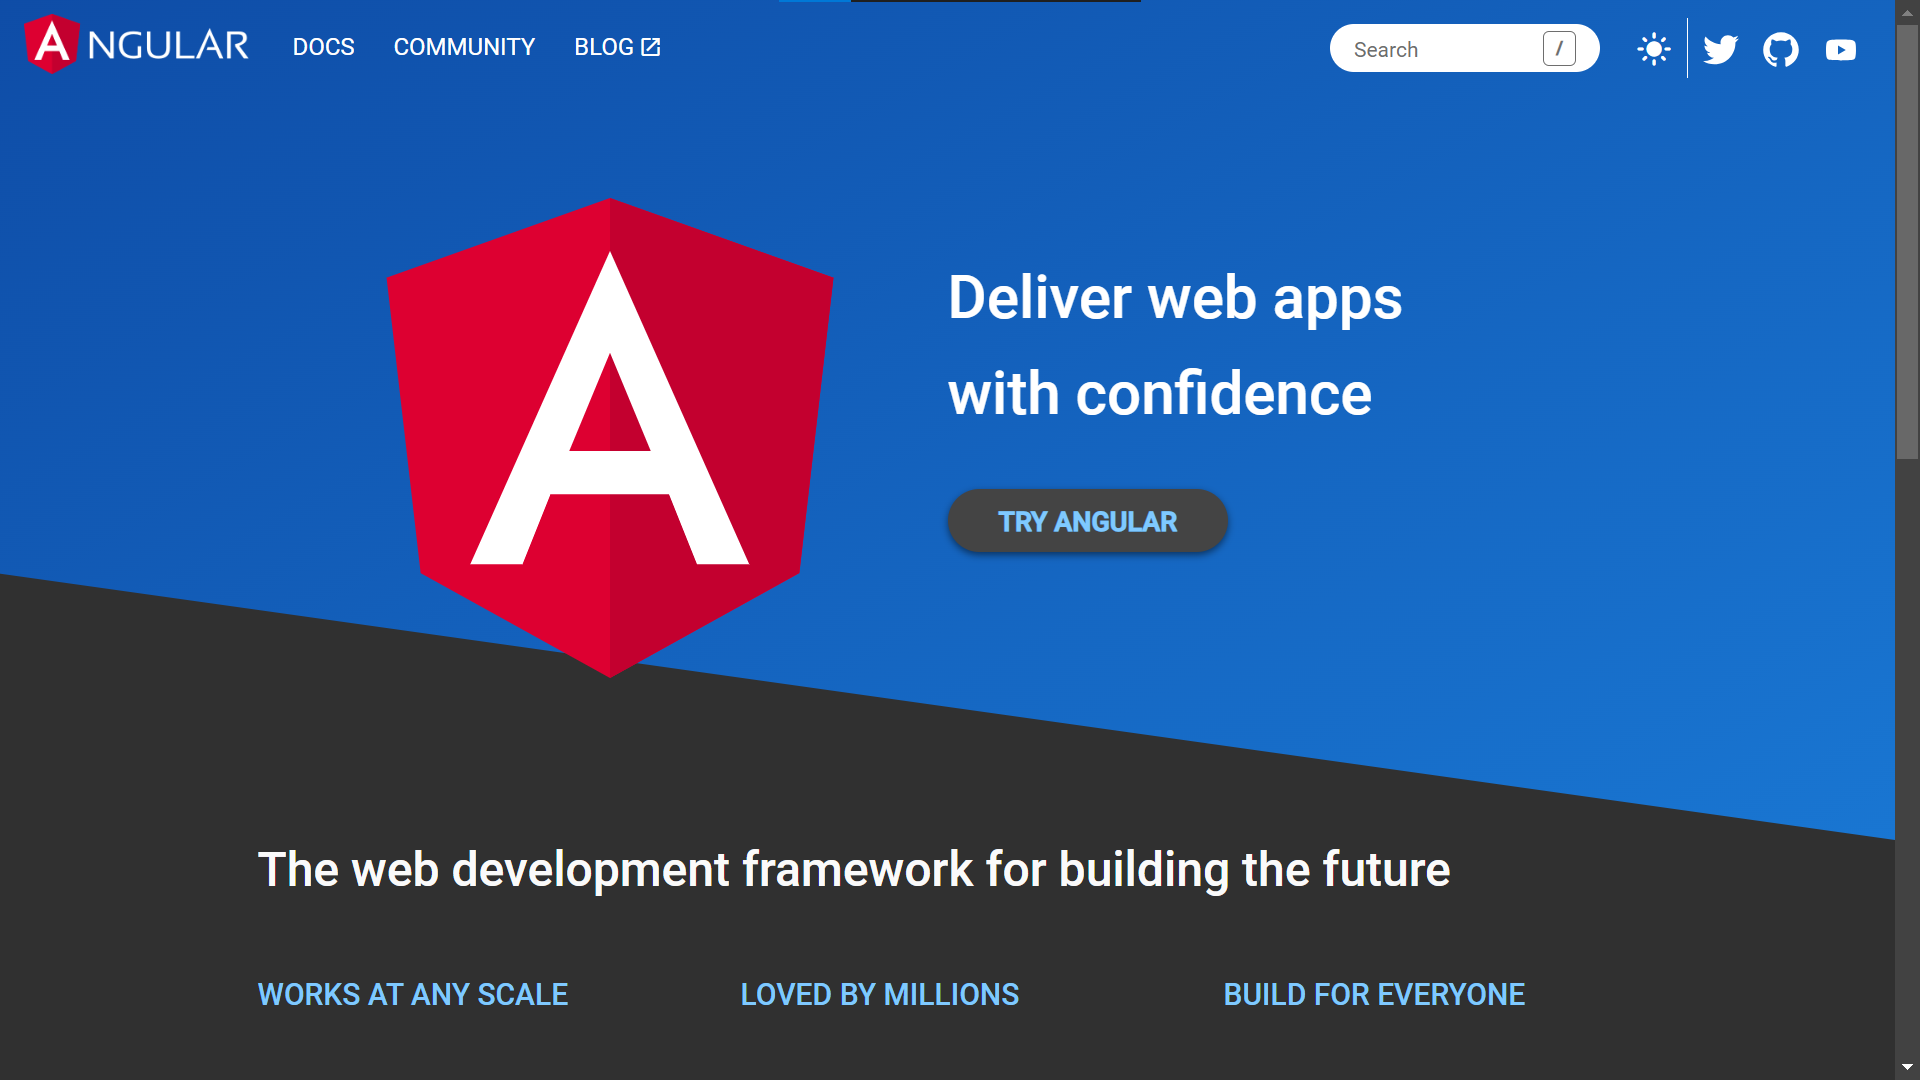 ANGULAR
DOCS COMMUNITY BLOG
Search /
Deliver web apps
with confidence
TRY ANGULAR
The web development framework for building the future
WORKS AT ANY SCALE
LOVED BY MILLIONS
BUILD FOR EVERYONE